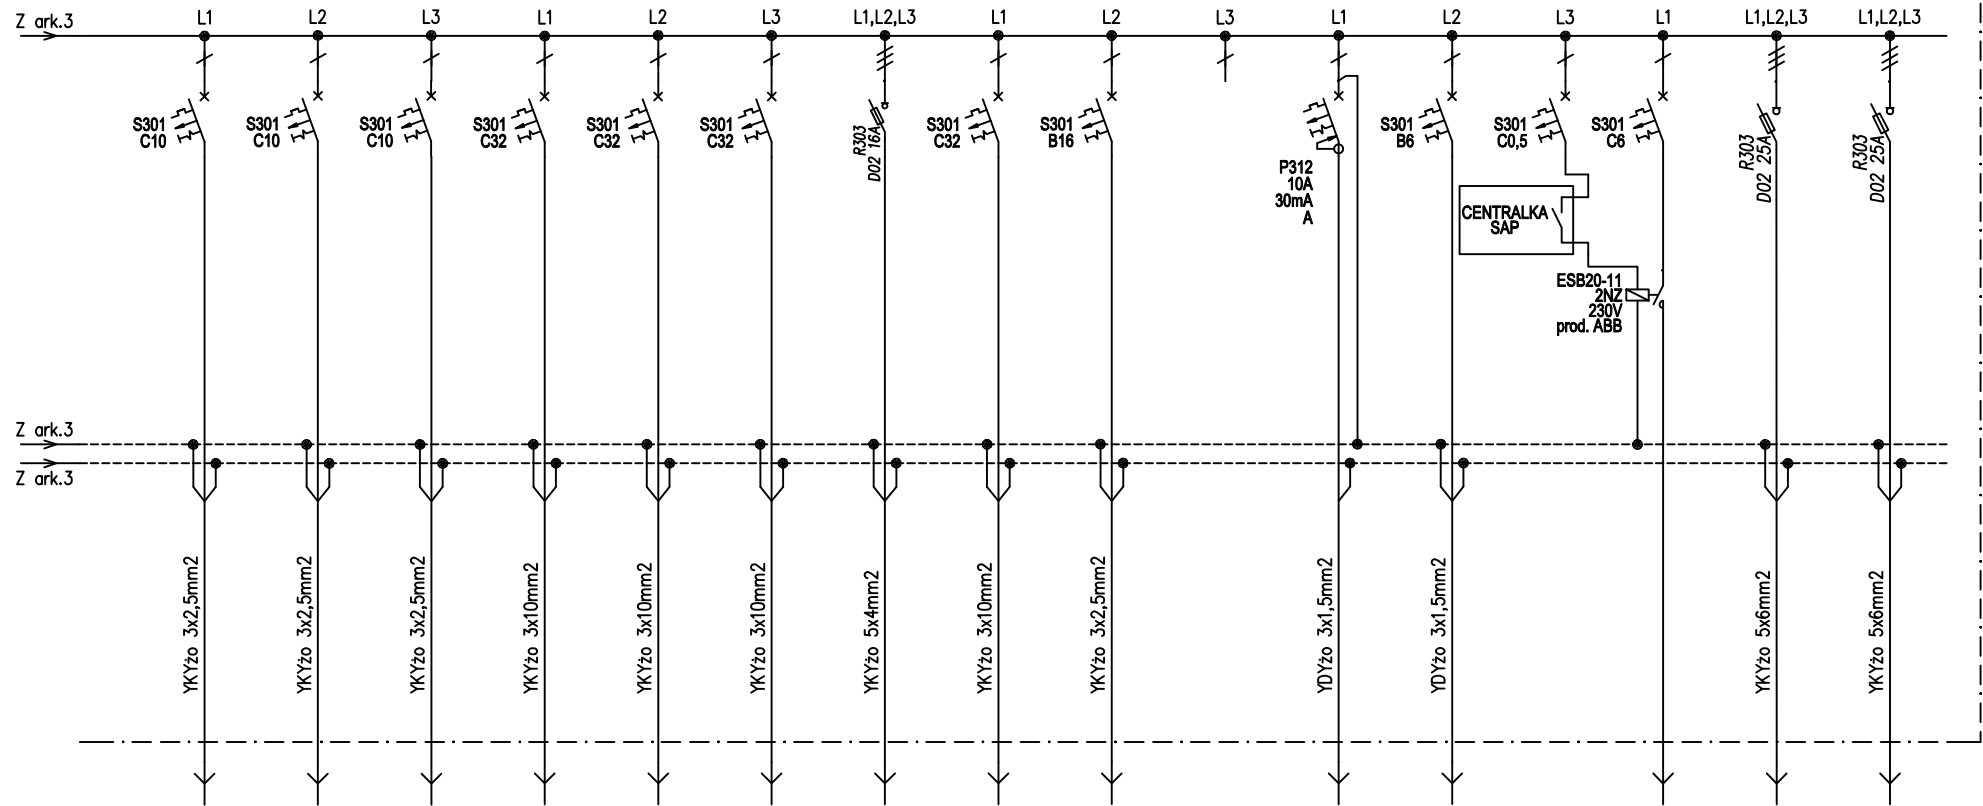 Z ark.3
L1
L2
L3
L1
L2
L3
L1,L2,L3
L1
L2
L3
L1
L2
L3
L1
L1,L2,L3
L1,L2,L3
S301
C10
S301
C10
S301
C10
S301
C32
S301
C32
S301
C32
R303
D02 16A
S301
C32
S301
B16
P312
10A
30mA
A
S301
B6
S301
C0,5
S301
C6
R303
D02 25A
R303
D02 25A
CENTRALKA
SAP
ESB20-11
2NZ
230V
prod. ABB
Z ark.3
Z ark.3
YKYżo 3x2,5mm2
YKYżo 3x2,5mm2
YKYżo 3x2,5mm2
YKYżo 3x10mm2
YKYżo 3x10mm2
YKYżo 3x10mm2
YKYżo 5x4mm2
YKYżo 3x10mm2
YKYżo 3x2,5mm2
YDYżo 3x1,5mm2
YDYżo 3x1,5mm2
YKYżo 5x6mm2
YKYżo 5x6mm2